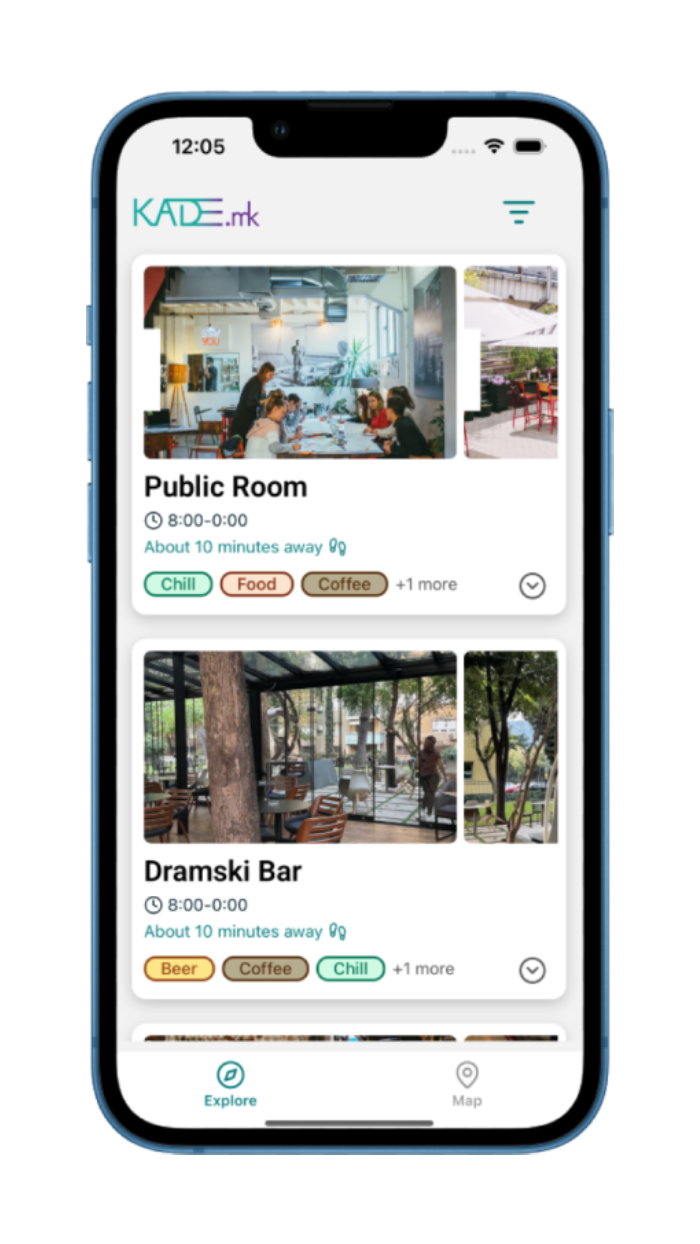 12:05
KADE.mk
YOU
Public Room
8:00-0:00
About 10 minutes away
Chill Food Coffee +1 more
Dramski Bar
8:00-0:00
About 10 minutes away
Beer Coffee Chill +1 more
Explore Map